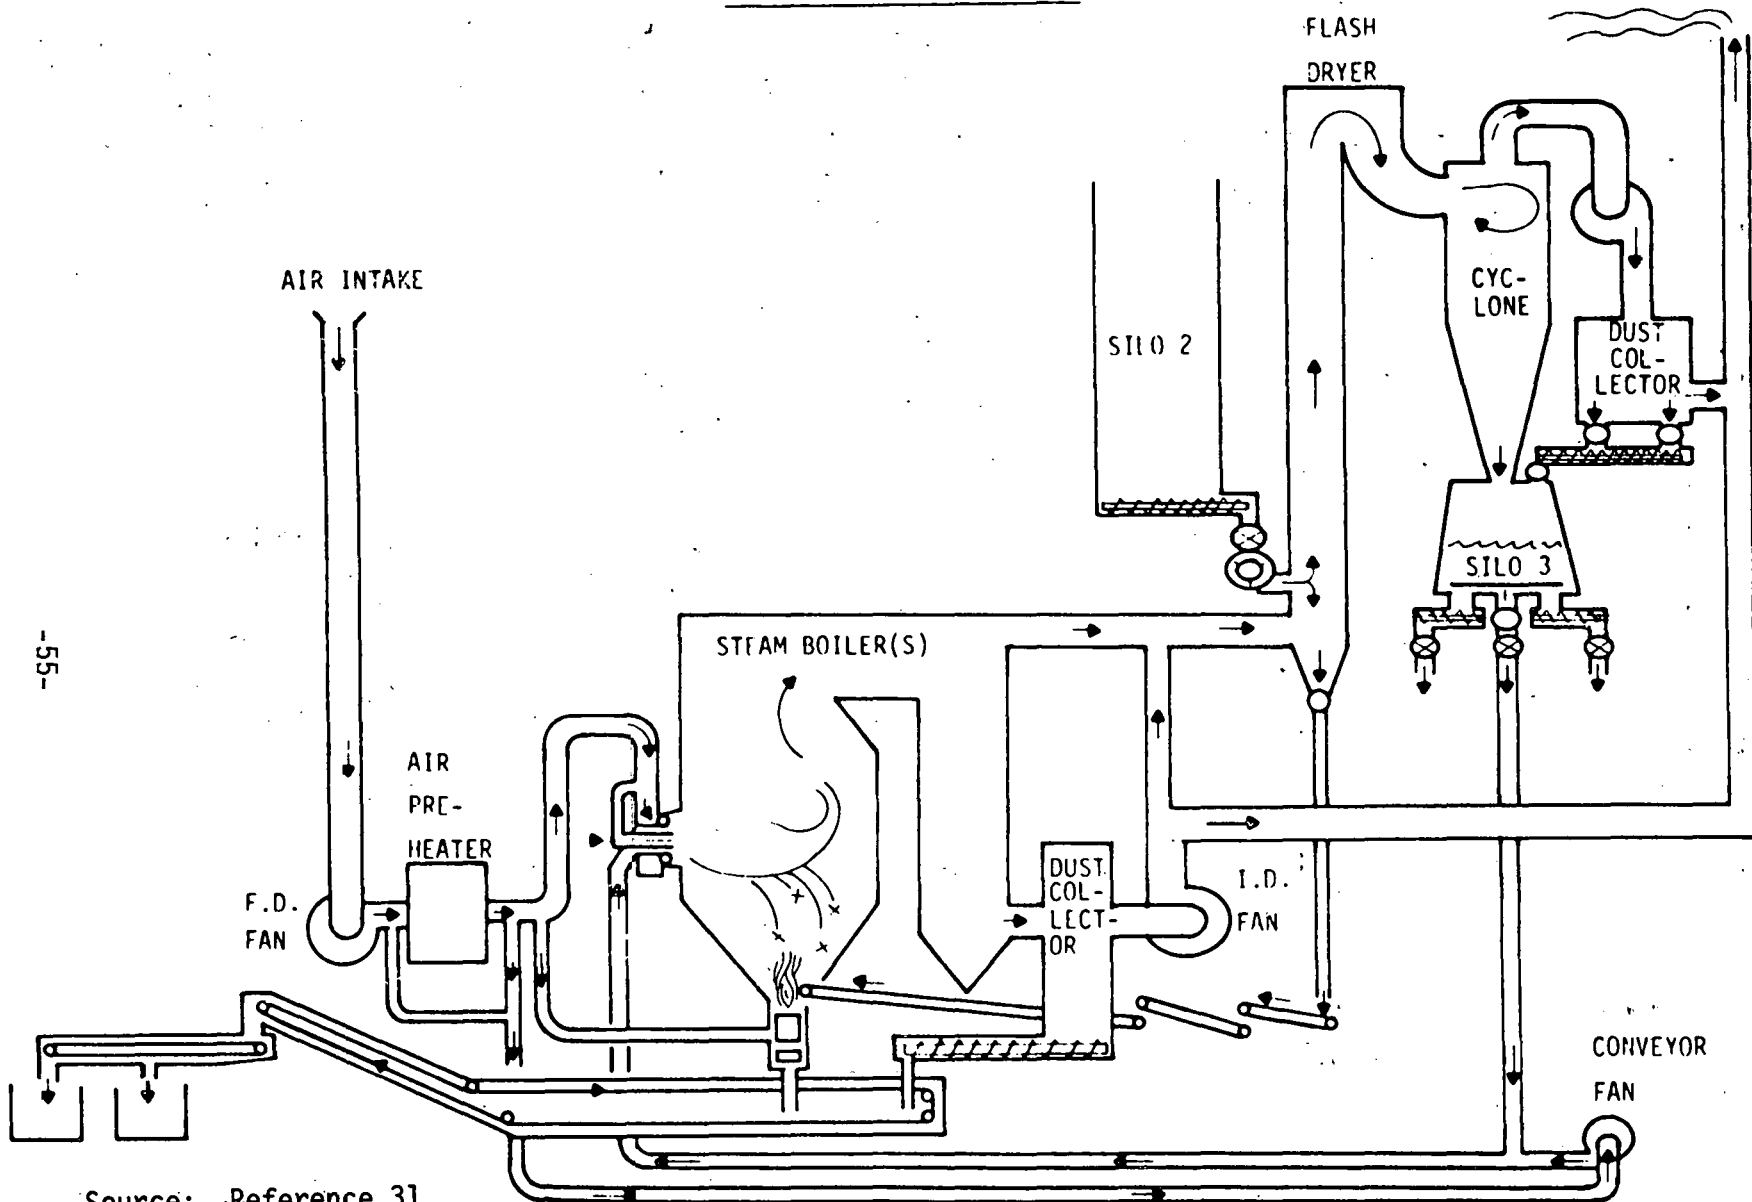 FLASH
DRYER
AIR INTAKE
CYC-
LONE
SILO 2
DUST
COL-
LECTOR
SILO 3
STEAM BOILER(S)
AIR
PRE-
HEATER
DUST
COL-
LECT-
OR
I.D.
FAN
F.D.
FAN
CONVEYOR
FAN
-55-
Source: Reference 31